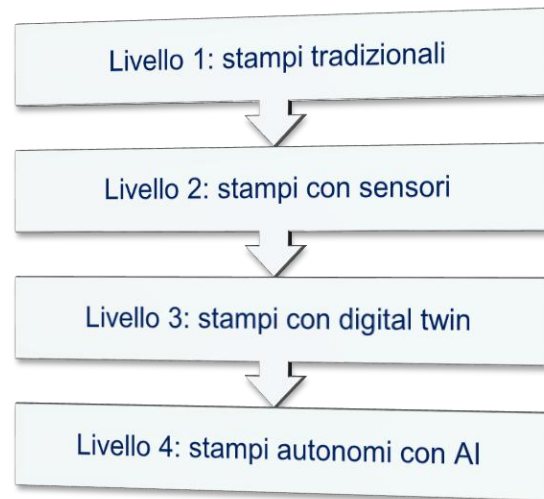 Livello 1: stampi tradizionali
Livello 2: stampi con sensori
Livello 3: stampi con digital twin
Livello 4: stampi autonomi con AI